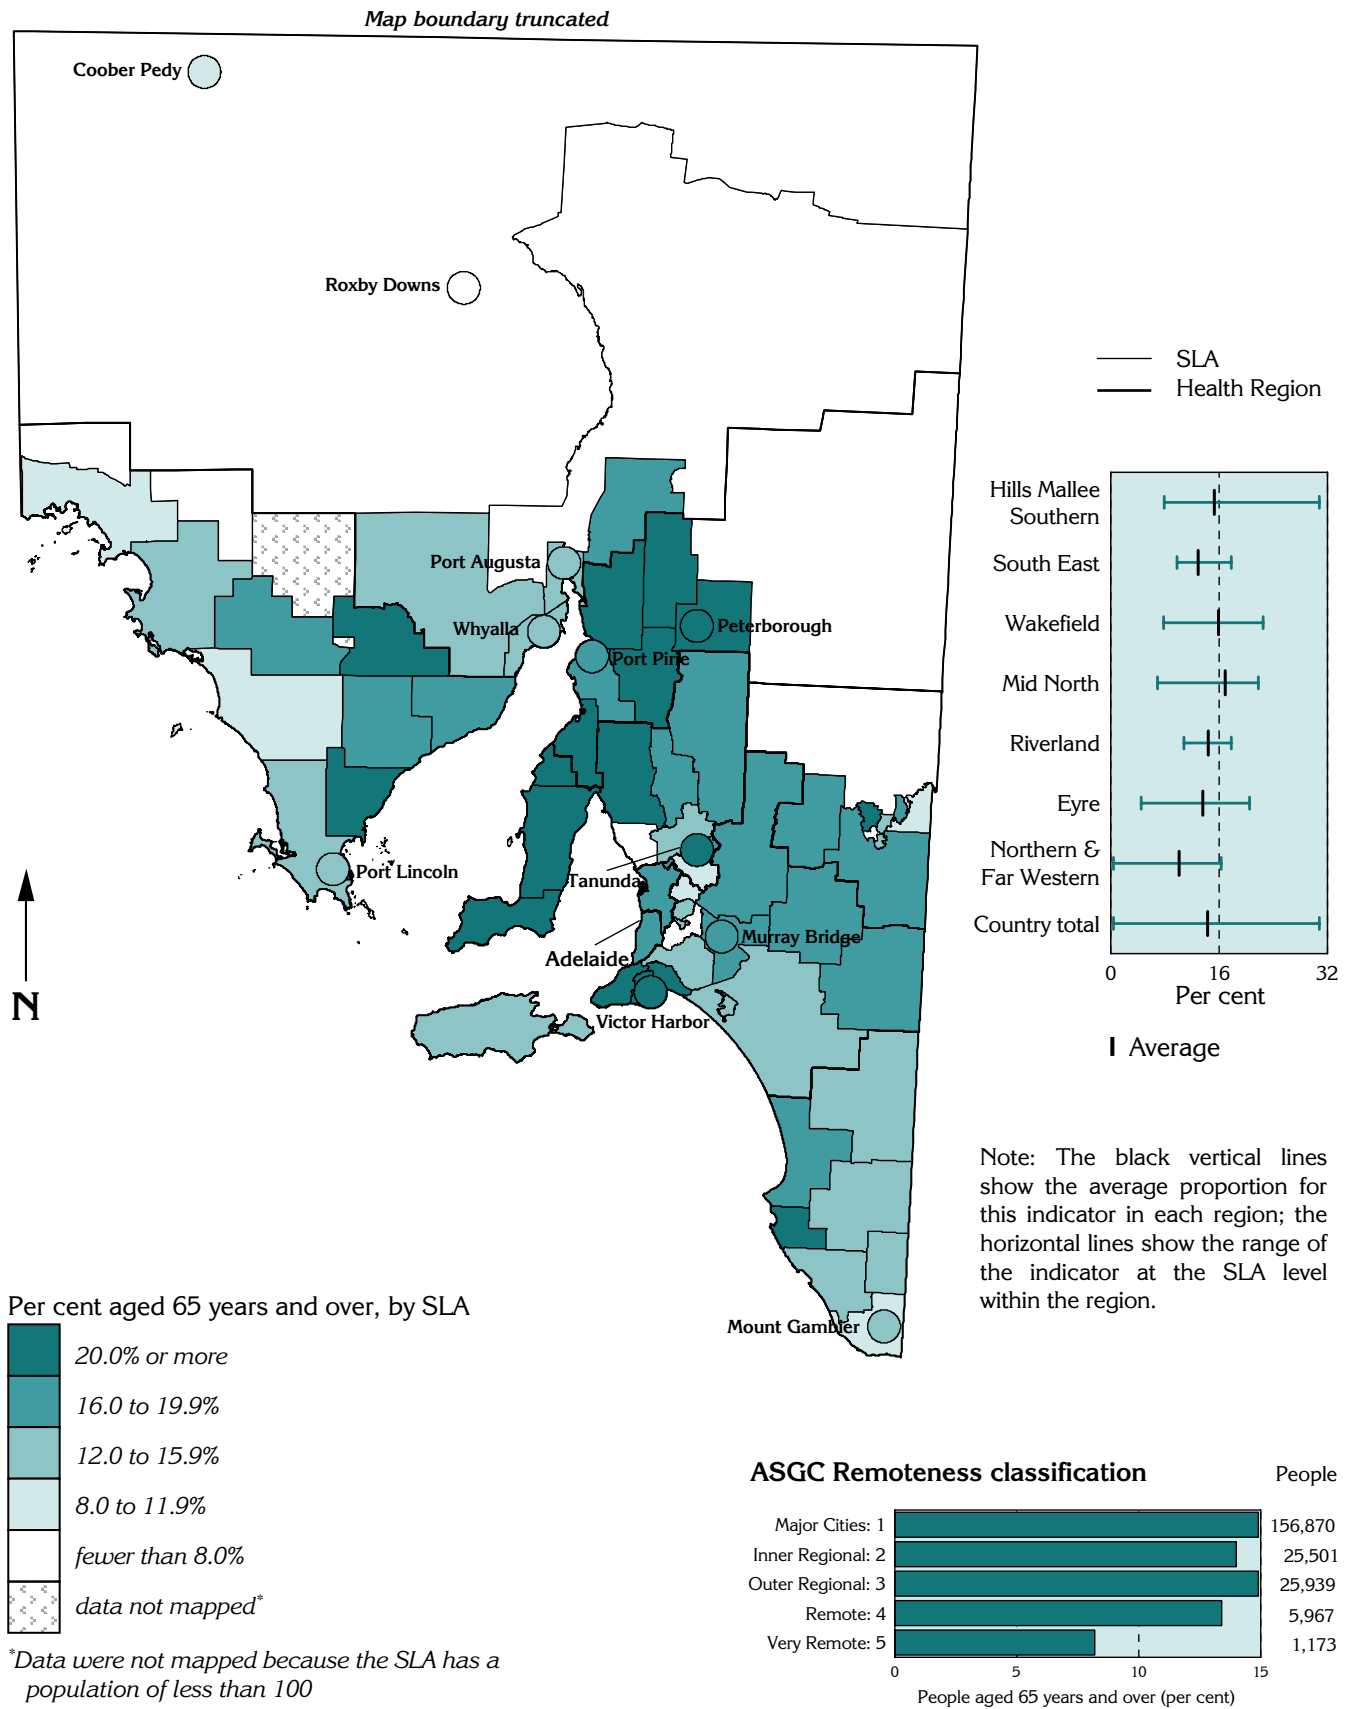 Map boundary truncated
Coober Pedy
Roxby Downs
SLA
Health Region
Port Augusta
Whyalla
Peterborough
Port Pirie
Port Lincoln
Tanunda
Murray Bridge
Adelaide
Victor Harbor
Mount Gambier
N
Hills Mallee
Southern
South East
Wakefield
Mid North
Riverland
Eyre
Northern &
Far Western
Country total
0 16 32
Per cent
Average
Note: The black vertical lines
show the average proportion for
this indicator in each region; the
horizontal lines show the range of
the indicator at the SLA level
within the region.
Per cent aged 65 years and over, by SLA
20.0% or more
16.0 to 19.9%
12.0 to 15.9%
8.0 to 11.9%
fewer than 8.0%
data not mapped*
*Data were not mapped because the SLA has a
population of less than 100
ASGC Remoteness classification People
Major Cities: 1 156,870
Inner Regional: 2 25,501
Outer Regional: 3 25,939
Remote: 4 5,967
Very Remote: 5 1,173
0 5 10 15
People aged 65 years and over (per cent)